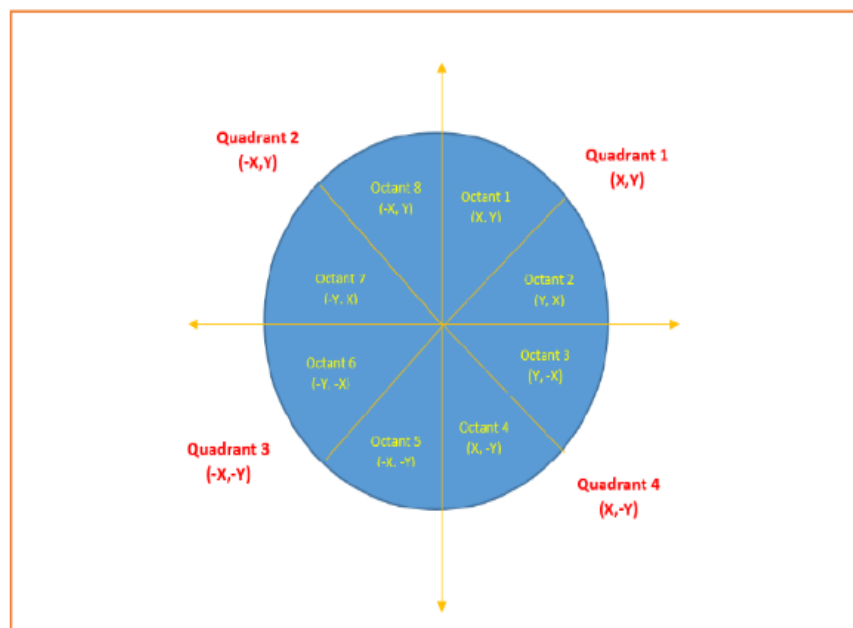 Quadrant 2
(-X,Y)
Quadrant 1
(X,Y)
Octant 8
(-X, Y)
Octant 1
(X, Y)
Octant 7
(-Y, X)
Octant 2
(Y, X)
Octant 6
(-Y, -X)
Octant 3
(Y, -X)
Octant 5
(-X, -Y)
Octant 4
(X, -Y)
Quadrant 3
(-X,-Y)
Quadrant 4
(X,-Y)